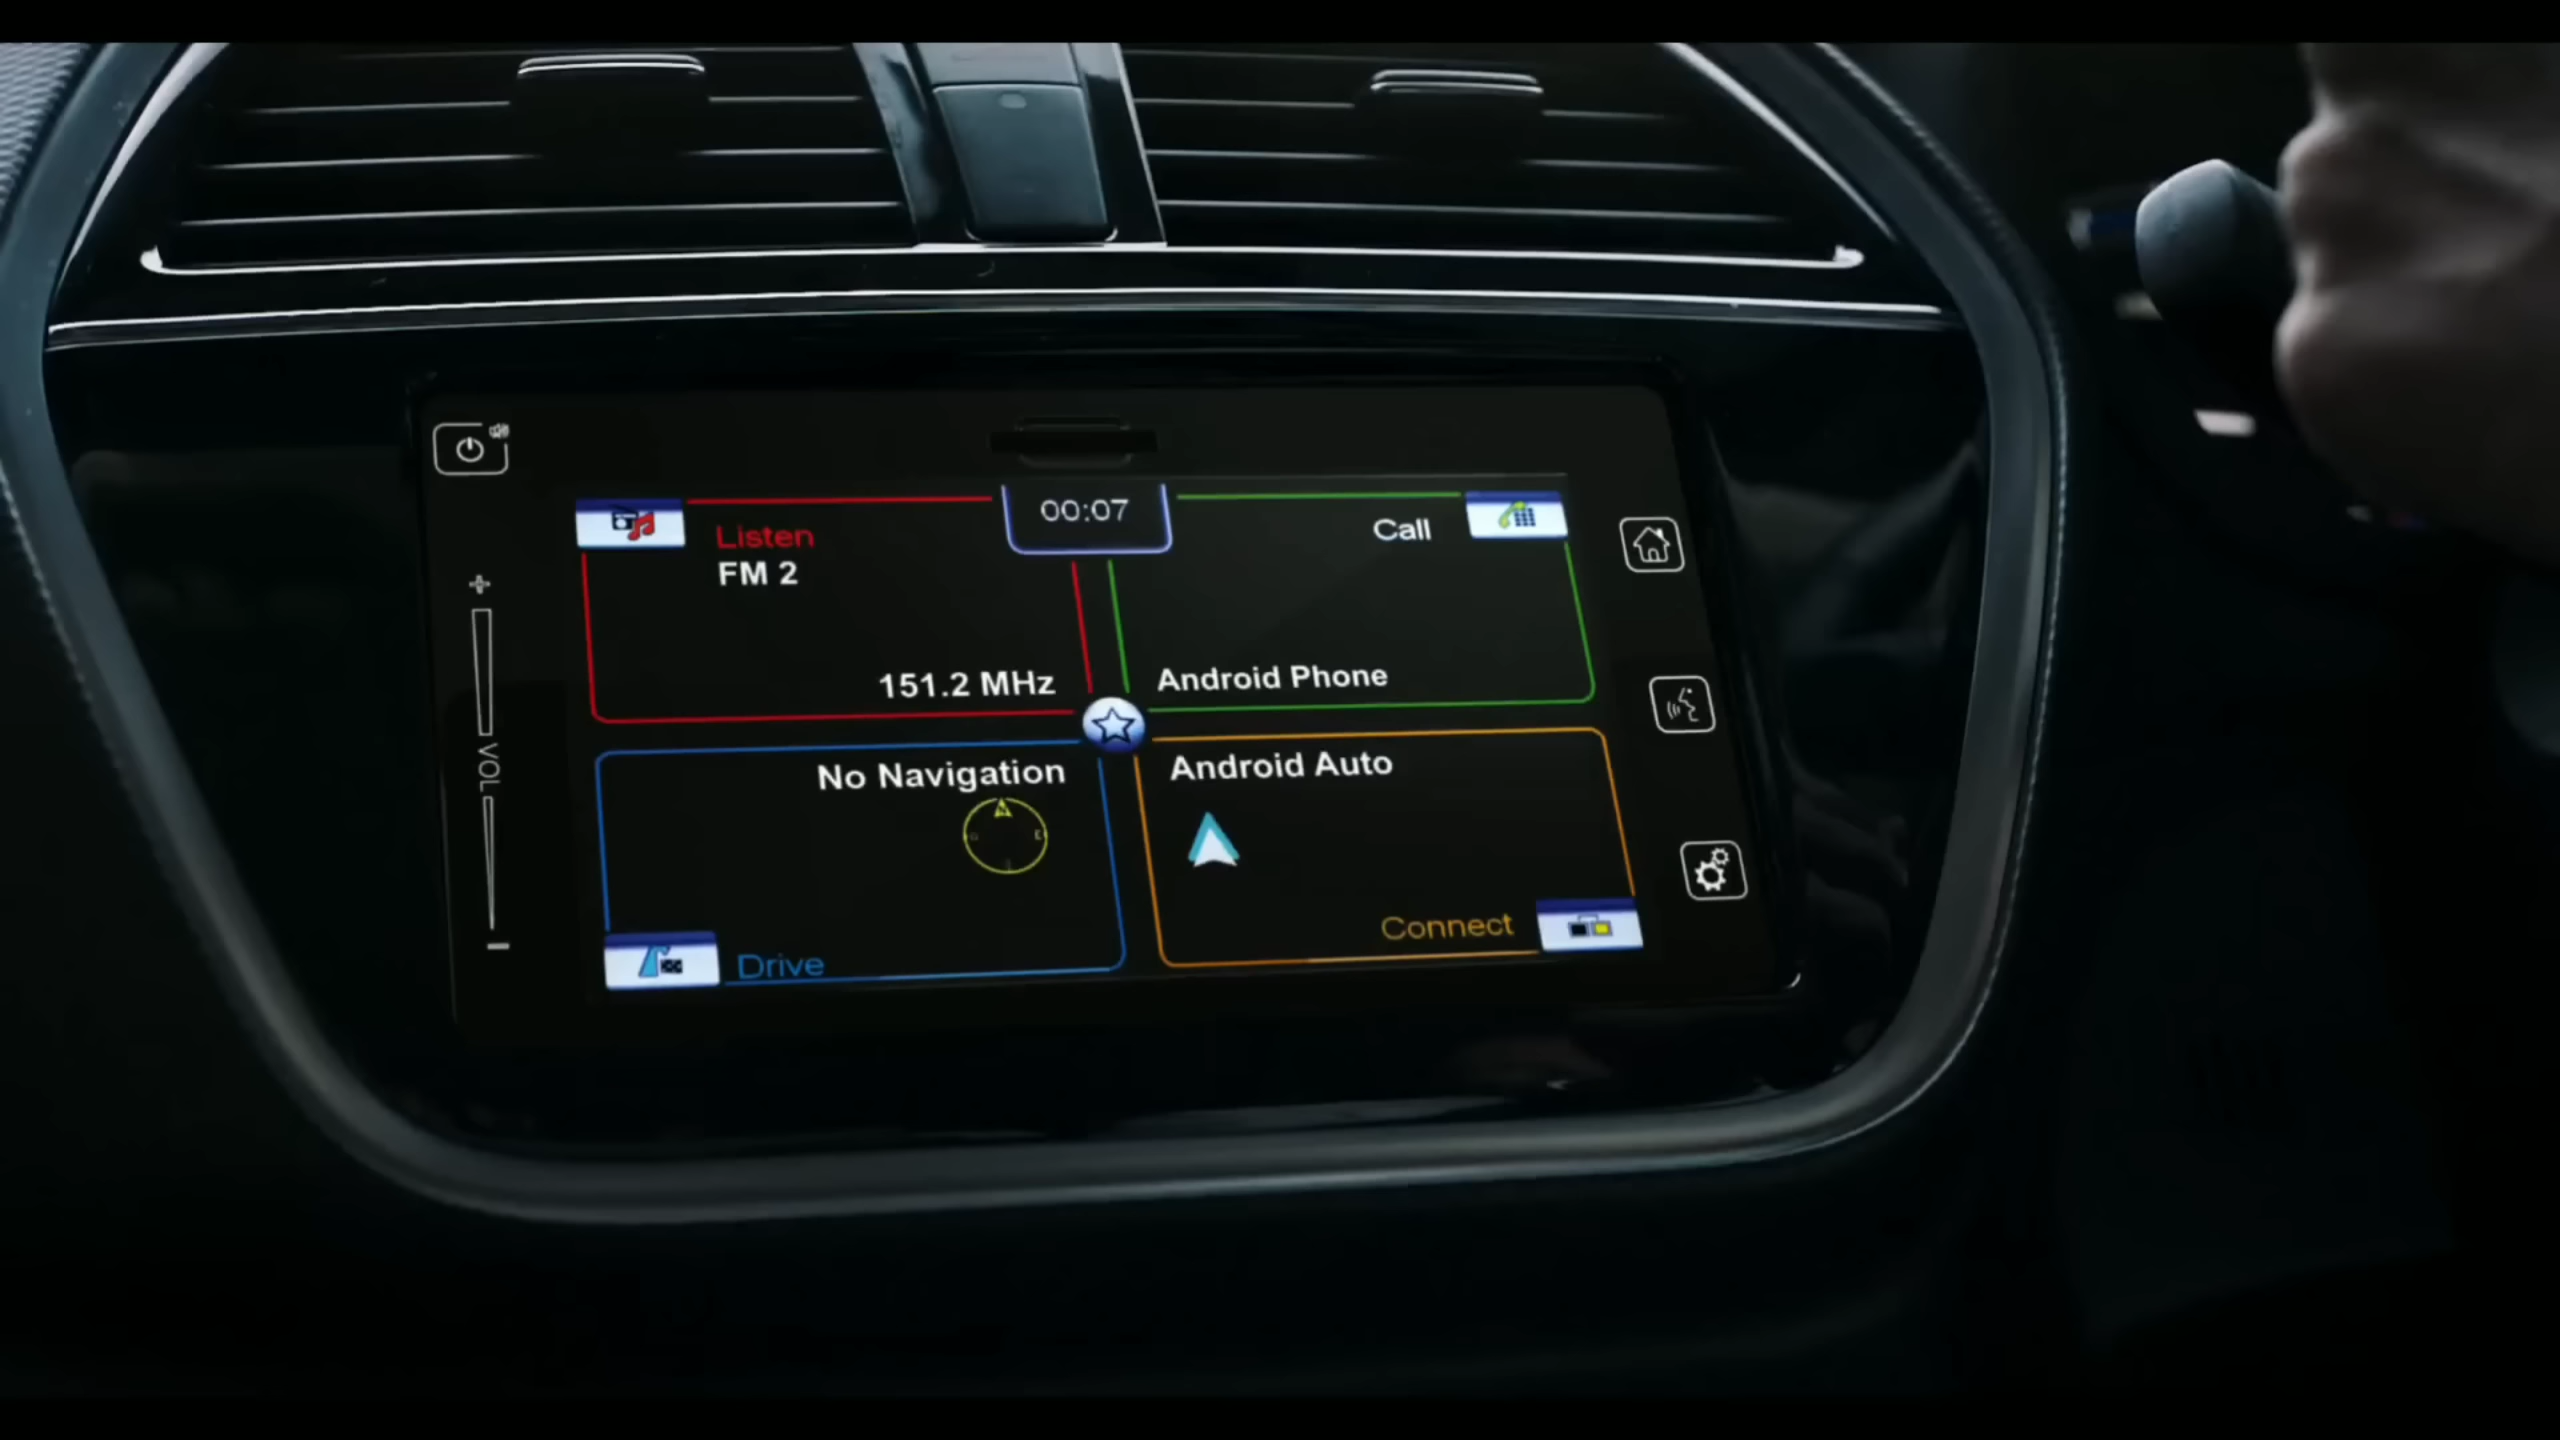 00:07
Listen
FM 2
151.2 MHz
Call
Android Phone
No Navigation
Drive
Android Auto
Connect
VOL